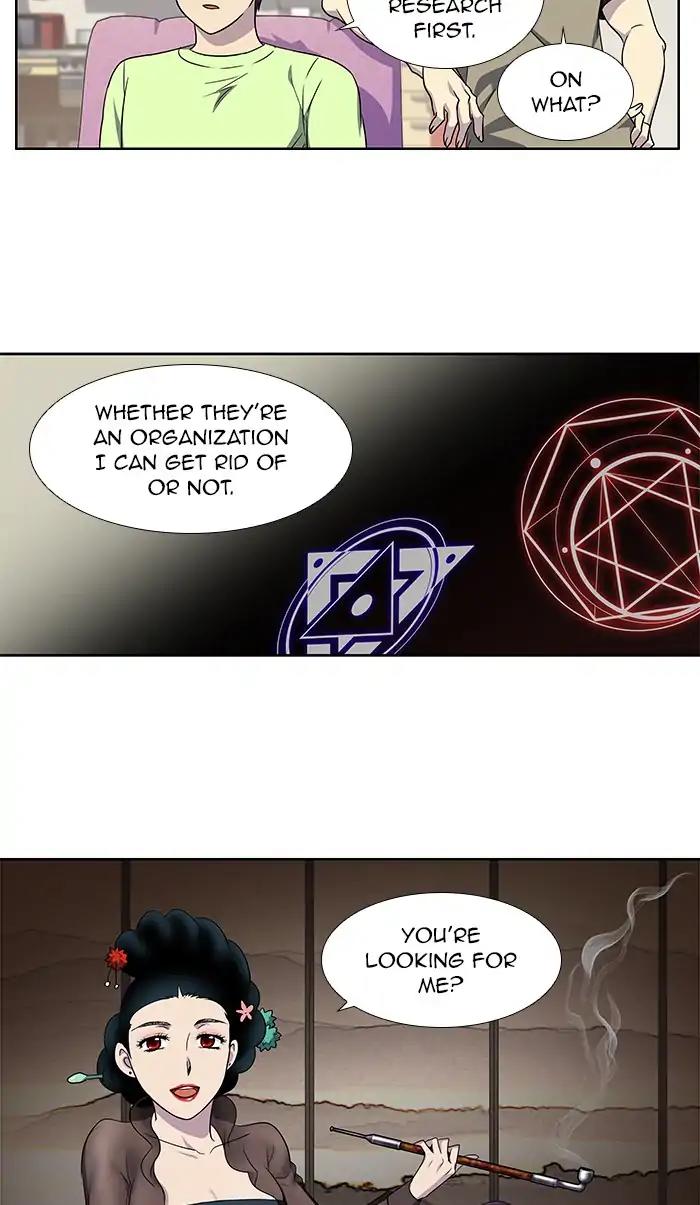 RESEARCH
FIRST.
ON
WHAT?
WHETHER THEY'RE
AN ORGANIZATION
I CAN GET RID OF
OR NOT.
YOU'RE
LOOKING FOR
ME?